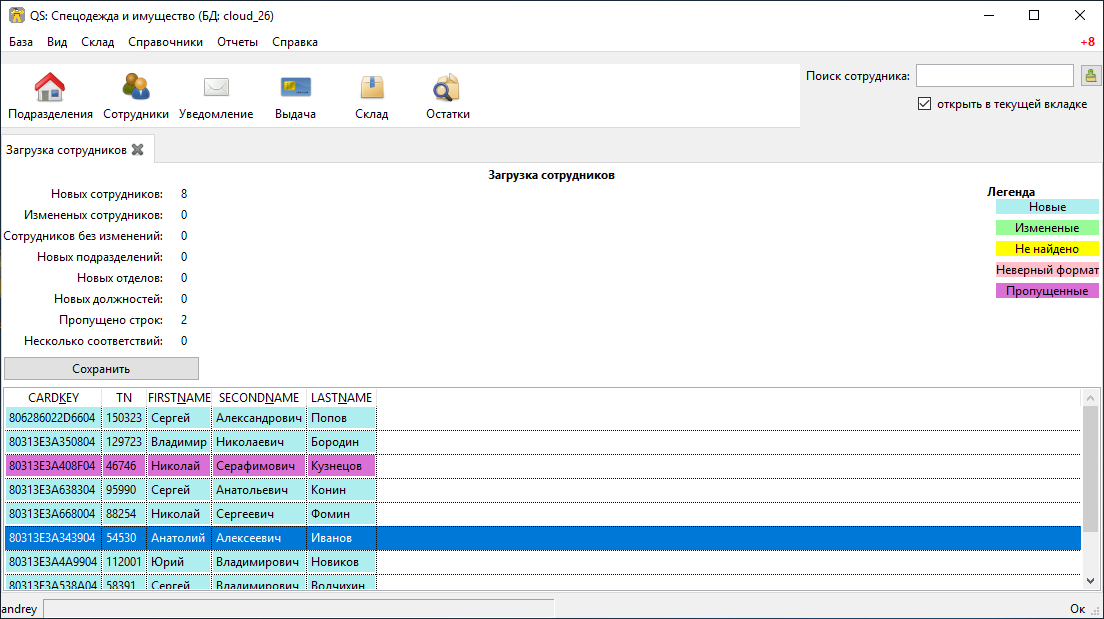 QS: Спецодежда и имущество (БД: cloud_26)
База Вид Склад Справочники Отчеты Справка +8
Подразделения Сотрудники Уведомление Выдача Склад Остатки
Поиск сотрудника:
открыть в текущей вкладке
Загрузка сотрудников
Загрузка сотрудников
Новых сотрудников: 8
Измененых сотрудников: 0
Сотрудников без изменений: 0
Новых подразделений: 0
Новых отделов: 0
Новых должностей: 0
Пропущено строк: 2
Несколько соответствий: 0
Легенда
Новые
Измененые
Не найдено
Неверный формат
Пропущенные
Сохранить
CARDKEY TN FIRSTNAME SECONDNAME LASTNAME
806286022D6604 150323 Сергей Александрович Попов
80313E3A350804 129723 Владимир Николаевич Бородин
80313E3A408F04 46746 Николай Серафимович Кузнецов
80313E3A638304 95990 Сергей Анатольевич Конин
80313E3A668004 88254 Николай Сергеевич Фомин
80313E3A343904 54530 Анатолий Алексеевич Иванов
80313E3A4A9904 112001 Юрий Владимирович Новиков
80313E3A538A04 58391 Сергей Владимирович Волчихин
andrey Ок